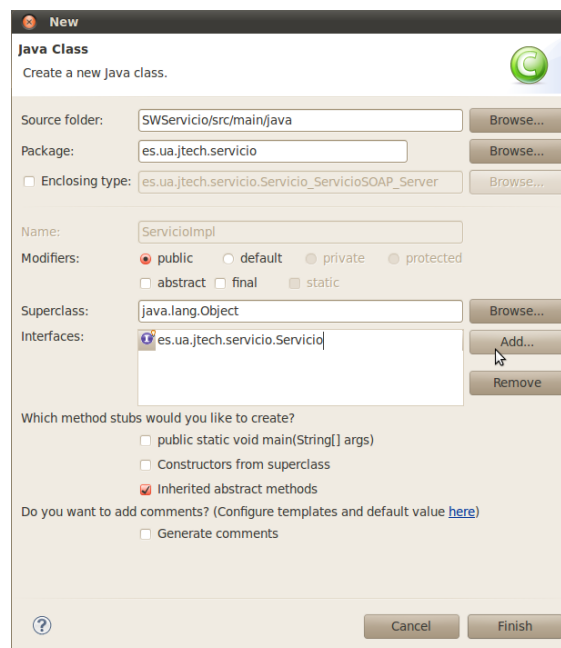 New
Java Class
Create a new Java class.
C
Source folder: SWServicio/src/main/java Browse...
Package: es.ua.jtech.servicio Browse...
Enclosing type: es.ua.jtech.servicio.Servicio_ServicioSOAP_Server Browse...
Name: ServicioImpl
Modifiers: public default private protected
abstract final static
Superclass: java.lang.Object Browse...
Interfaces: es.ua.jtech.servicio.Servicio Add...
Remove
Which method stubs would you like to create?
public static void main(String[] args)
Constructors from superclass
Inherited abstract methods
Do you want to add comments? (Configure templates and default value here)
Generate comments
? Cancel Finish